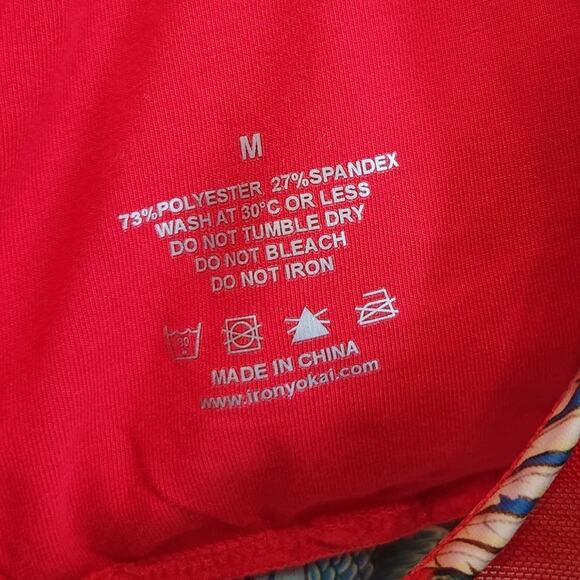 M
73%POLYESTER 27%SPANDEX
WASH AT 30°C OR LESS
DO NOT TUMBLE DRY
DO NOT BLEACH
DO NOT IRON
30
MADE IN CHINA
www.ironyokai.com